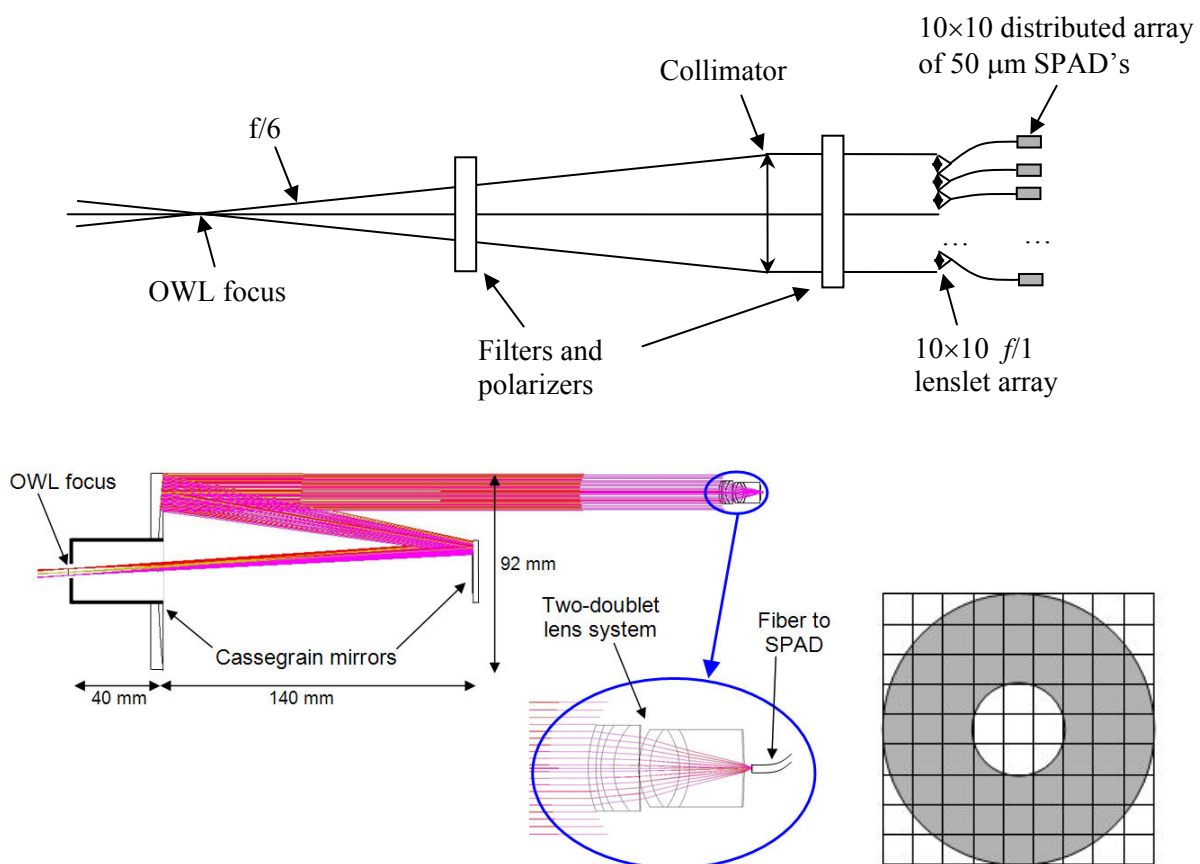 10×10 distributed array
of 50 μm SPAD’s
Collimator
f/6
OWL focus
Filters and
polarizers
... ...
10×10 f/1
lenslet array
OWL focus
92 mm
Two-doublet
lens system
Fiber to
SPAD
Cassegrain mirrors
40 mm
140 mm